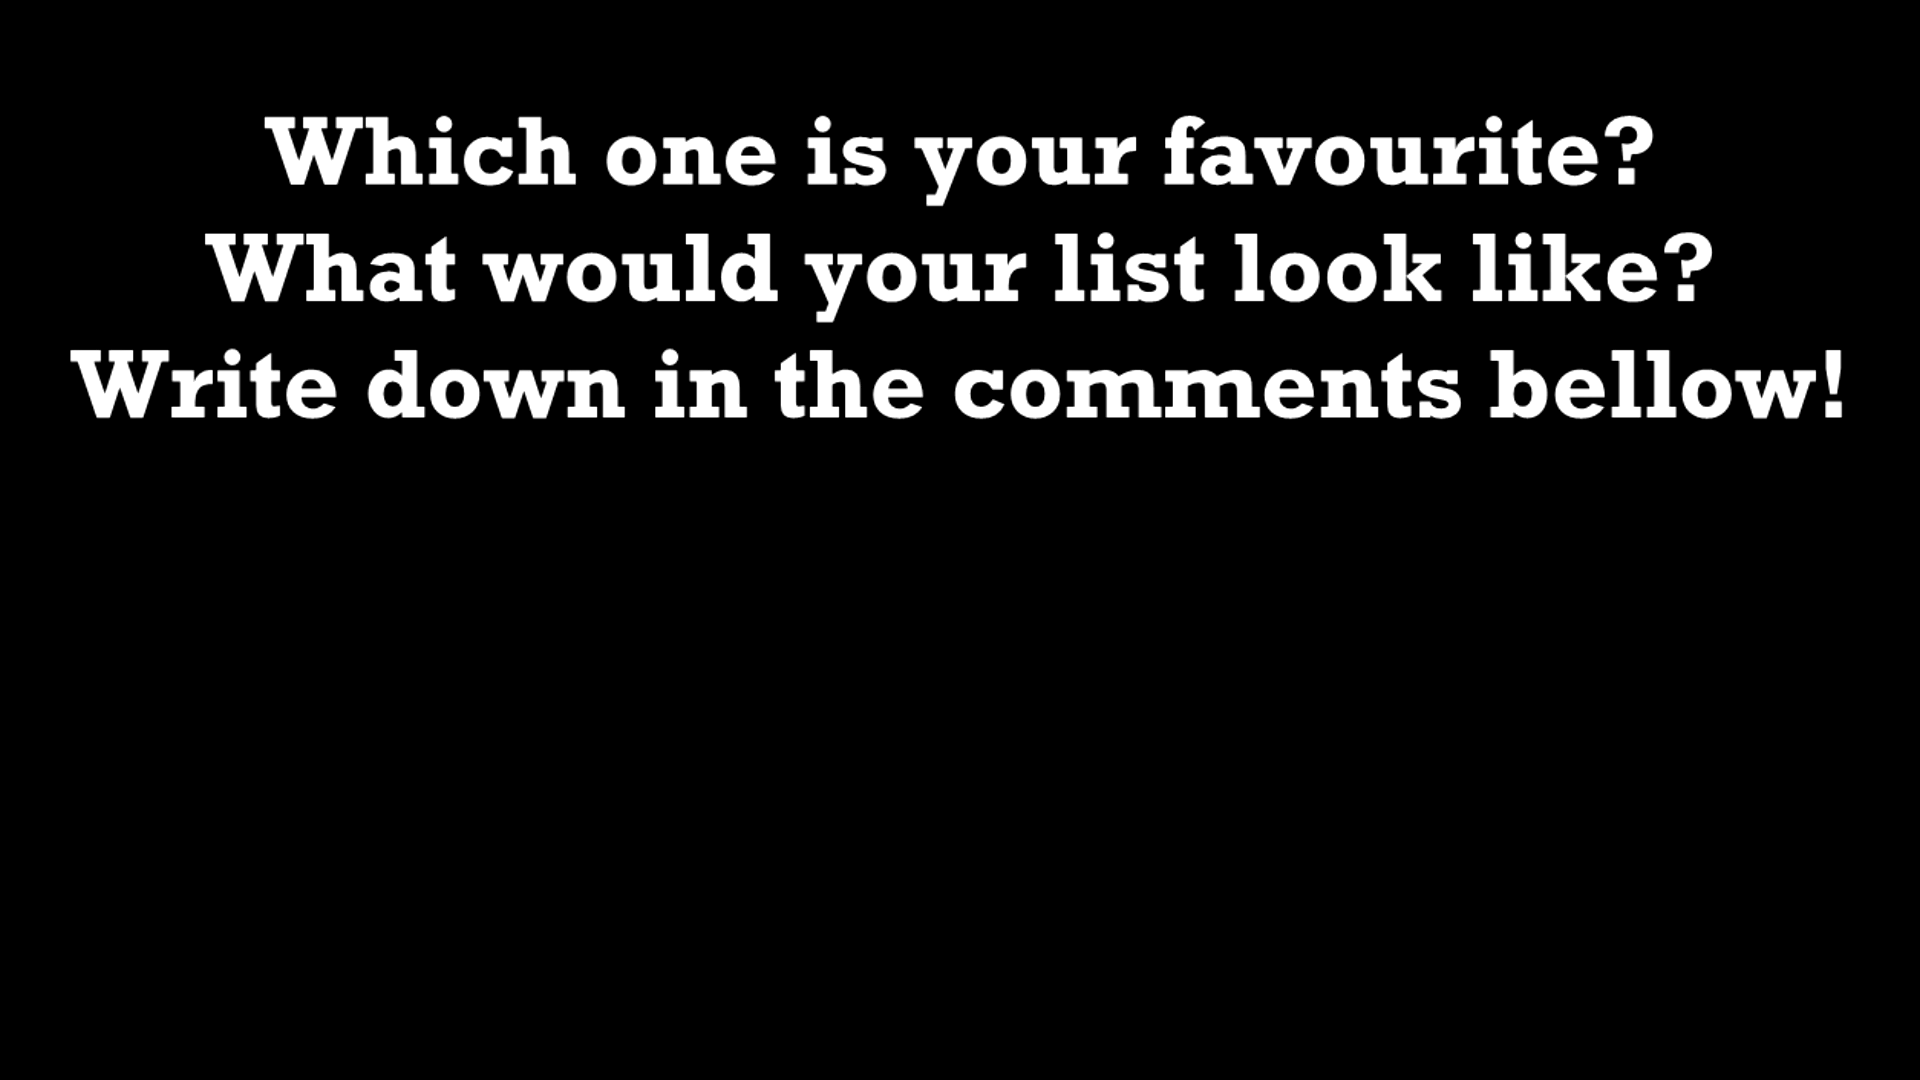 Which one is your favourite?
What would your list look like?
Write down in the comments bellow!